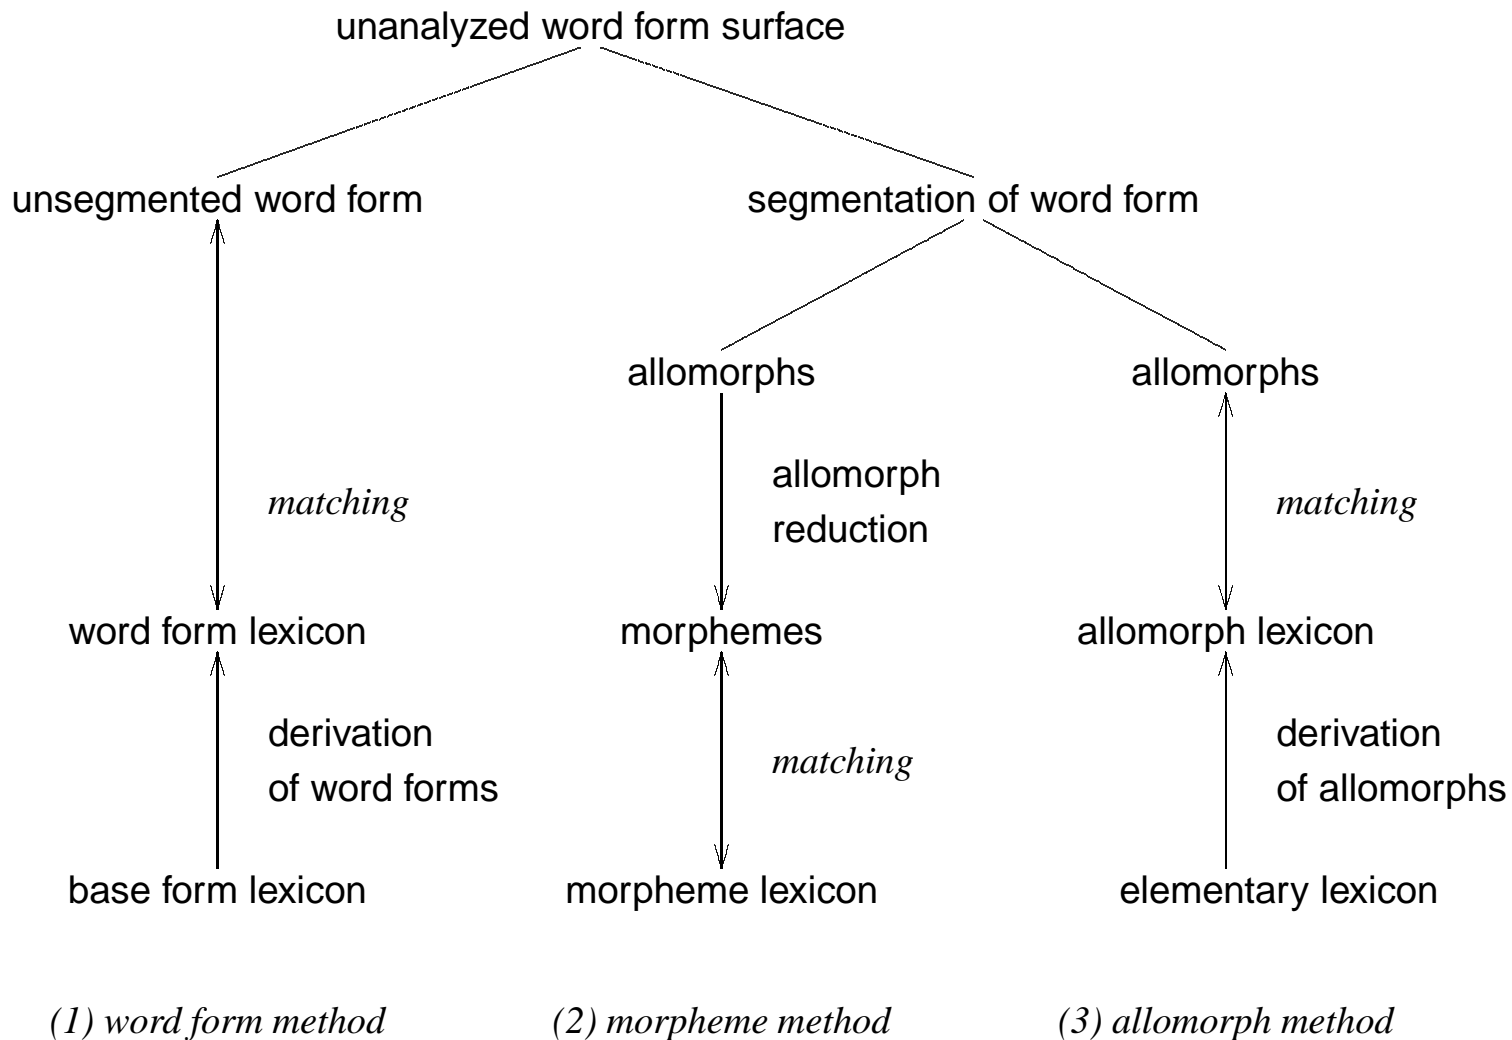 unanalyzed word form surface
unsegmented word form
segmentation of word form
allomorphs
allomorphs
matching
allomorph
reduction
matching
word form lexicon
morphemes
allomorph lexicon
derivation
of word forms
matching
derivation
of allomorphs
base form lexicon
morpheme lexicon
elementary lexicon
(1) word form method
(2) morpheme method
(3) allomorph method